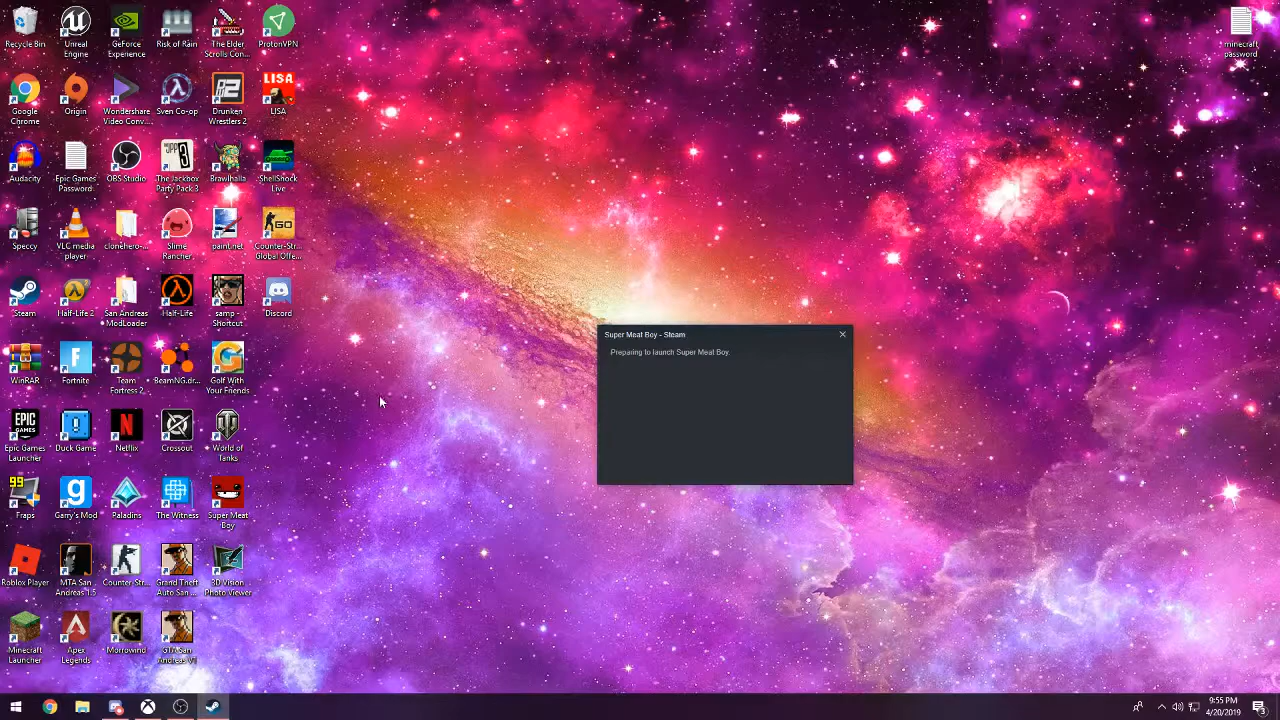 Recycle Bin
Unreal
Engine
GeForce
Experience
Risk of Rain
The Elder
Scrolls Con...
ProtonVPN
minecraft
password
Google
Chrome
Origin
Wondershare
Video Conv...
Sven Co-op
Drunken
Wrestlers 2
LISA
LISA
Audacity
Epic Games
Password
OBS Studio
The Jackbox
Party Pack 3
Brawlhalla
ShellShock
Live
Speccy
VLC media
player
clonehero-...
Slime
Rancher
paint.net
GO
Counter-Str...
Global Offe...
Steam
Half-Life 2
San Andreas
ModLoader
Half-Life
samp -
Shortcut
Discord
Super Meat Boy - Steam
Preparing to launch Super Meat Boy.
WinRAR
Fortnite
Team
Fortress 2
BeamNG.dr...
Golf With
Your Friends
EPIC
GAMES
Epic Games
Launcher
Duck Game
Netflix
Crossout
World of
Tanks
99
Fraps
Garry's Mod
Paladins
The Witness
Super Meat
Boy
Roblox Player
MTA San
Andreas 1.5
Counter-Str...
Grand Theft
Auto San ...
3D Vision
Photo Viewer
Minecraft
Launcher
Apex
Legends
Morrowind
GTA San
Andreas V1
9:55 PM
4/20/2019
3